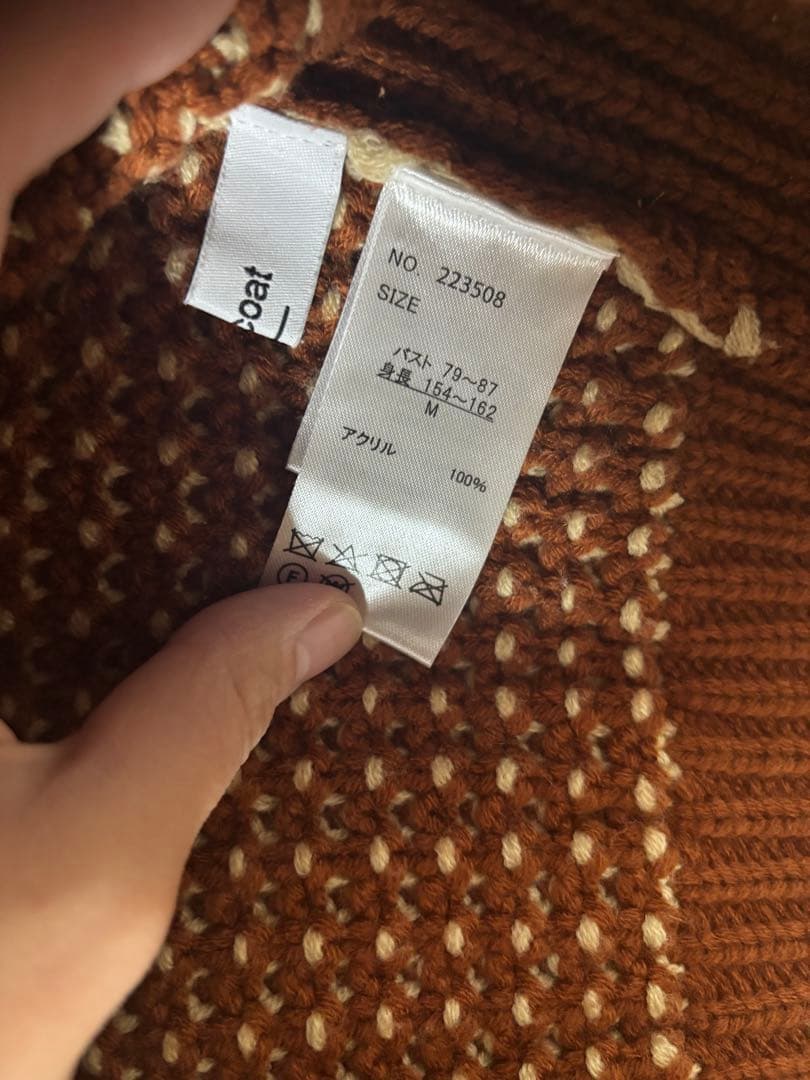 coat
NO. 223508
SIZE
バスト 79～87
身長 154～162
M
アクリル 100%
F